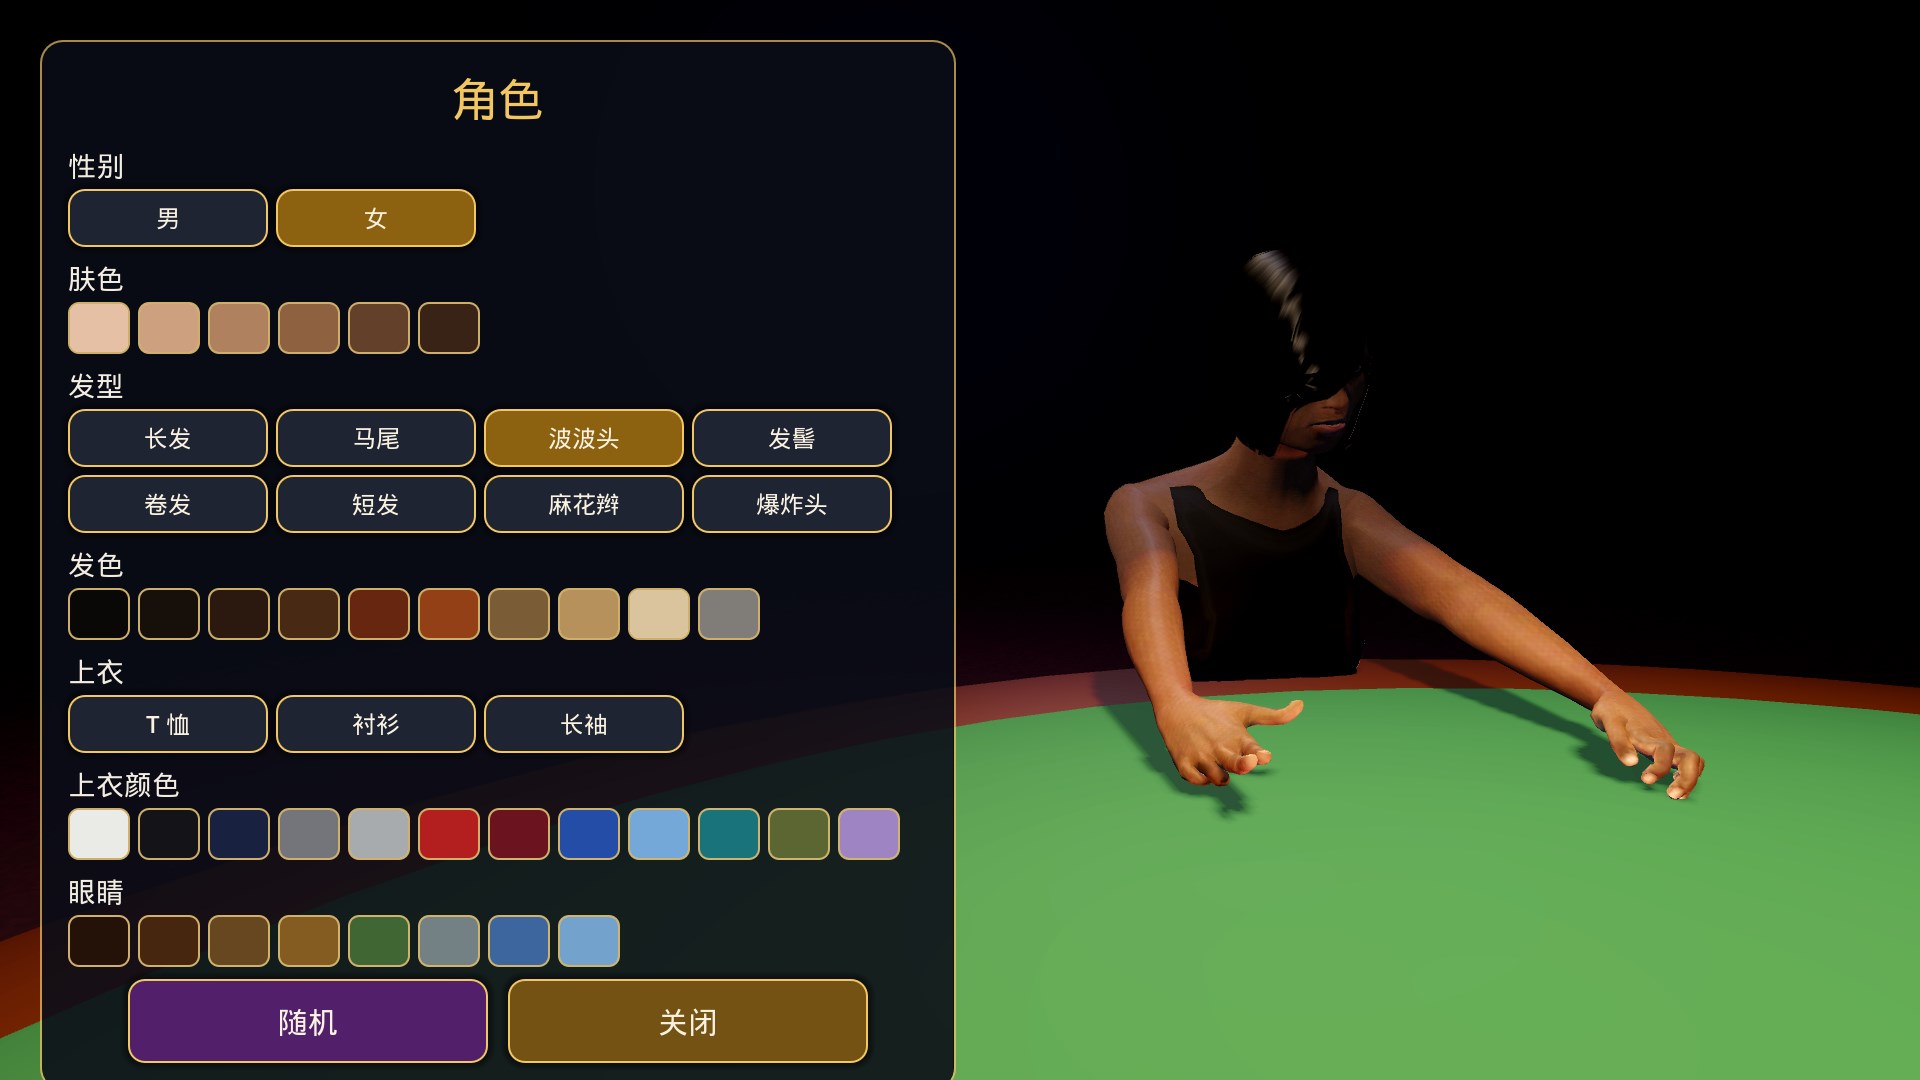 角色
性别
男 女
肤色
发型
长发 马尾 波波头 发髻
卷发 短发 麻花辫 爆炸头
发色
上衣
T 恤 衬衫 长袖
上衣颜色
眼睛
随机 关闭